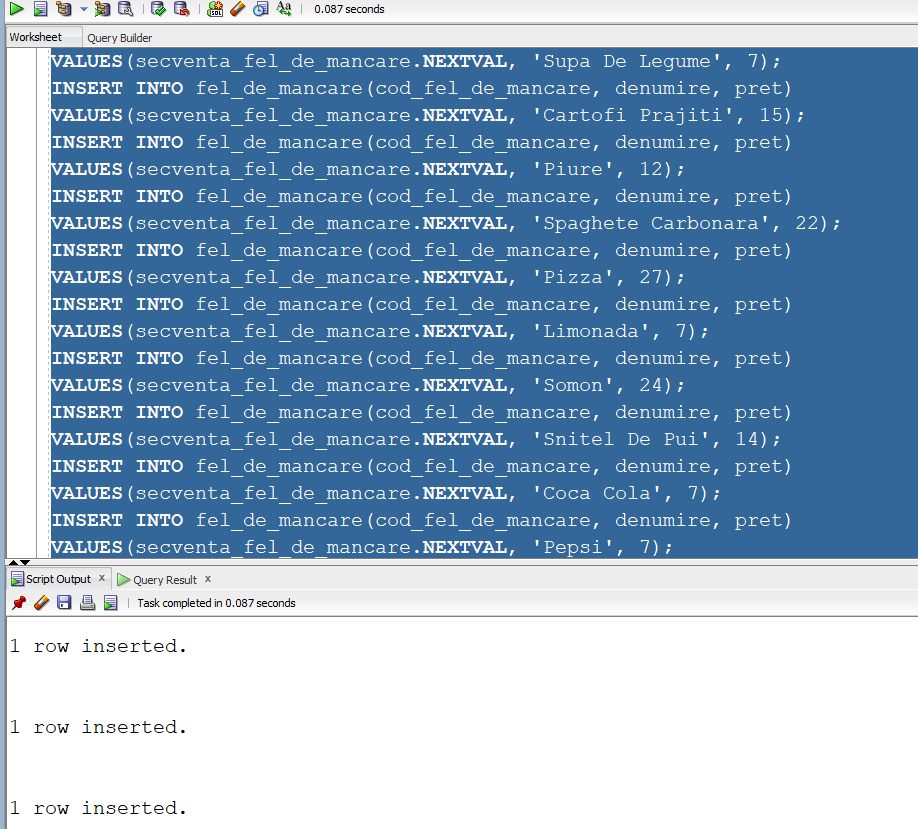 0.087 seconds
Worksheet Query Builder
VALUES(secventa_fel_de_mancare.NEXTVAL, 'Supa De Legume', 7);
INSERT INTO fel_de_mancare(cod_fel_de_mancare, denumire, pret)
VALUES(secventa_fel_de_mancare.NEXTVAL, 'Cartofi Prajiti', 15);
INSERT INTO fel_de_mancare(cod_fel_de_mancare, denumire, pret)
VALUES(secventa_fel_de_mancare.NEXTVAL, 'Piure', 12);
INSERT INTO fel_de_mancare(cod_fel_de_mancare, denumire, pret)
VALUES(secventa_fel_de_mancare.NEXTVAL, 'Spaghete Carbonara', 22);
INSERT INTO fel_de_mancare(cod_fel_de_mancare, denumire, pret)
VALUES(secventa_fel_de_mancare.NEXTVAL, 'Pizza', 27);
INSERT INTO fel_de_mancare(cod_fel_de_mancare, denumire, pret)
VALUES(secventa_fel_de_mancare.NEXTVAL, 'Limonada', 7);
INSERT INTO fel_de_mancare(cod_fel_de_mancare, denumire, pret)
VALUES(secventa_fel_de_mancare.NEXTVAL, 'Somon', 24);
INSERT INTO fel_de_mancare(cod_fel_de_mancare, denumire, pret)
VALUES(secventa_fel_de_mancare.NEXTVAL, 'Snitel De Pui', 14);
INSERT INTO fel_de_mancare(cod_fel_de_mancare, denumire, pret)
VALUES(secventa_fel_de_mancare.NEXTVAL, 'Coca Cola', 7);
INSERT INTO fel_de_mancare(cod_fel_de_mancare, denumire, pret)
VALUES(secventa_fel_de_mancare.NEXTVAL, 'Pepsi', 7);
Script Output x Query Result x
Task completed in 0.087 seconds
1 row inserted.
1 row inserted.
1 row inserted.